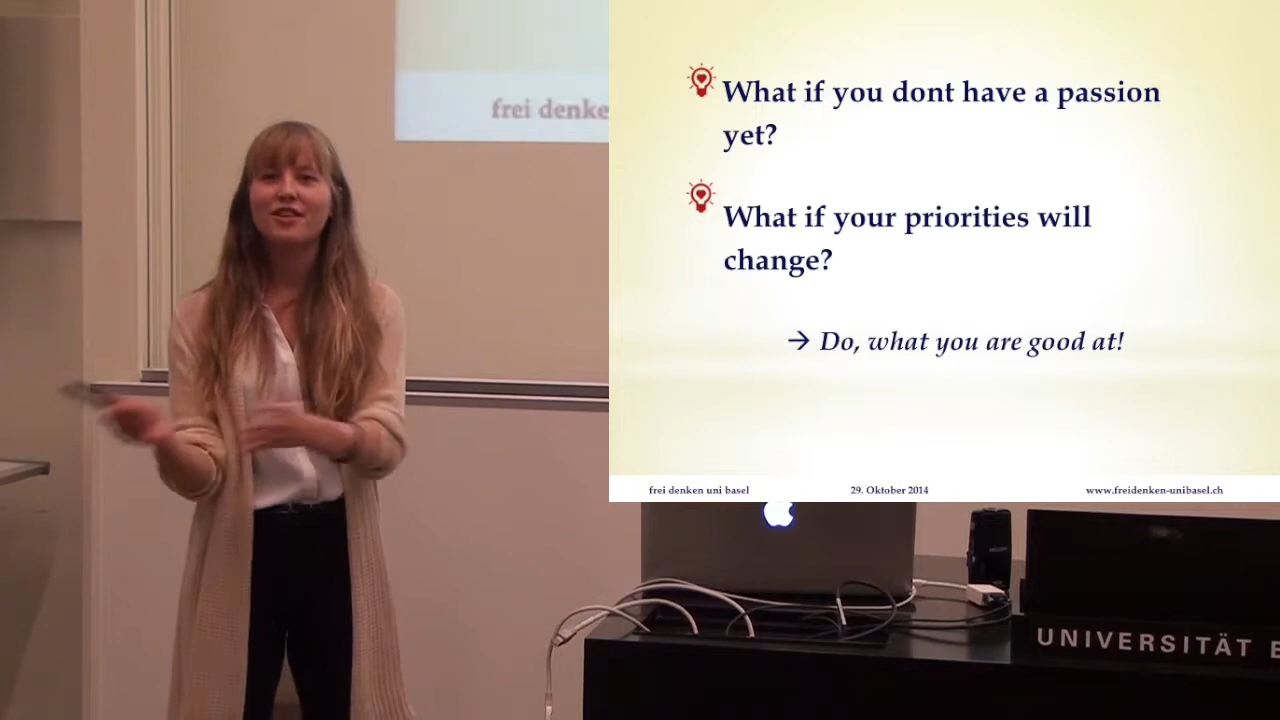 frei denke
What if you dont have a passion
yet?
What if your priorities will
change?
→ Do, what you are good at!
frei denken uni basel 29. Oktober 2014 www.freidenken-unibasel.ch
UNIVERSITÄT